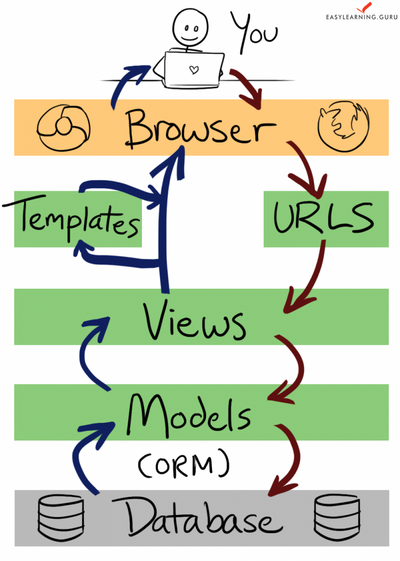 EASYLEARNING.GURU
You
Browser
Templates
URLS
Views
Models
(ORM)
Database